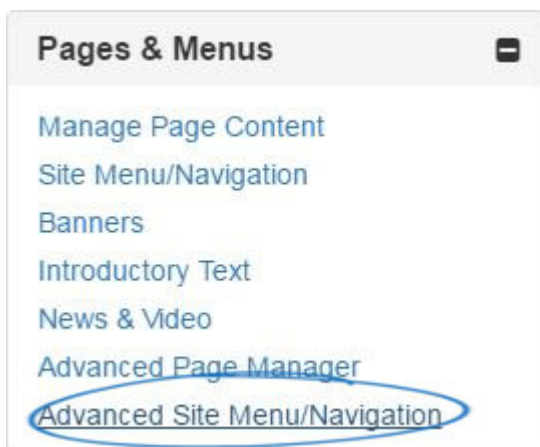 Pages & Menus
Manage Page Content
Site Menu/Navigation
Banners
Introductory Text
News & Video
Advanced Page Manager
Advanced Site Menu/Navigation